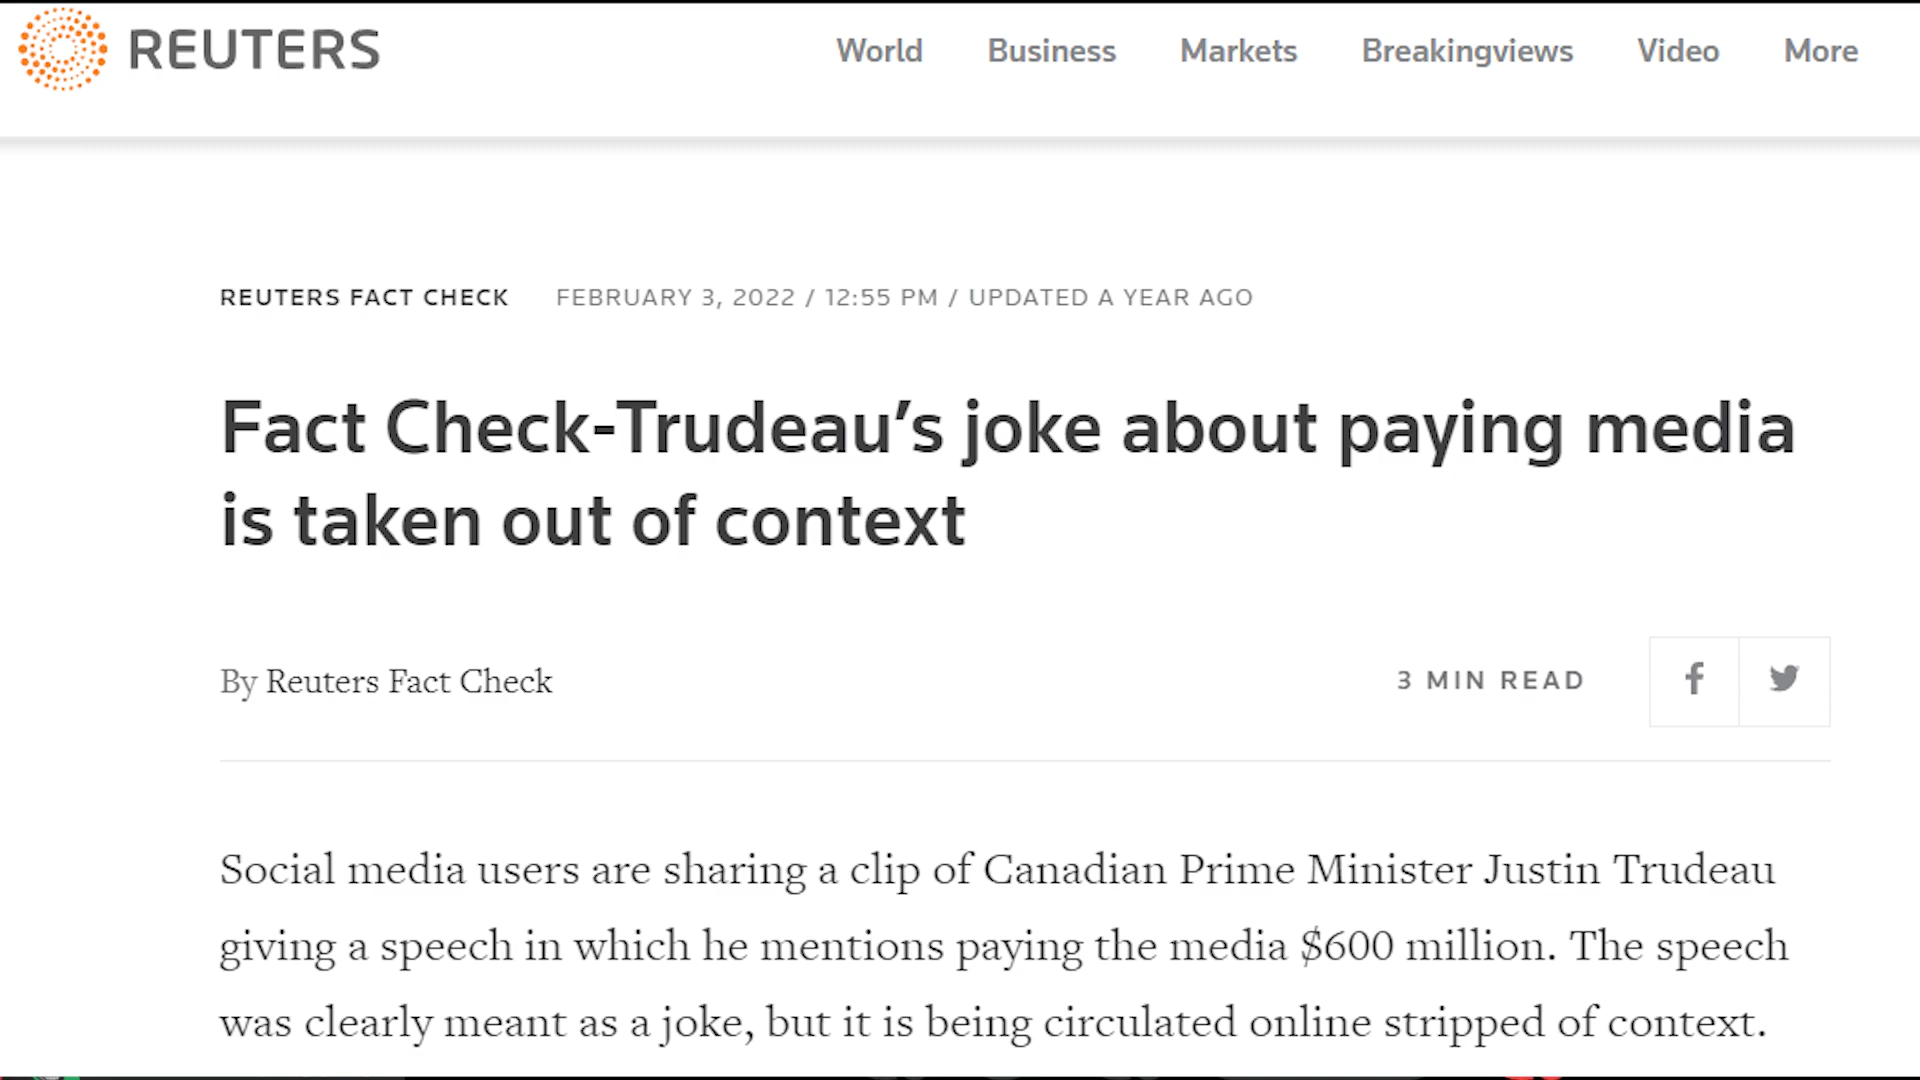 REUTERS
World Business Markets Breakingviews Video More
REUTERS FACT CHECK FEBRUARY 3, 2022 / 12:55 PM / UPDATED A YEAR AGO
Fact Check-Trudeau’s joke about paying media
is taken out of context
By Reuters Fact Check
3 MIN READ
Social media users are sharing a clip of Canadian Prime Minister Justin Trudeau
giving a speech in which he mentions paying the media $600 million. The speech
was clearly meant as a joke, but it is being circulated online stripped of context.